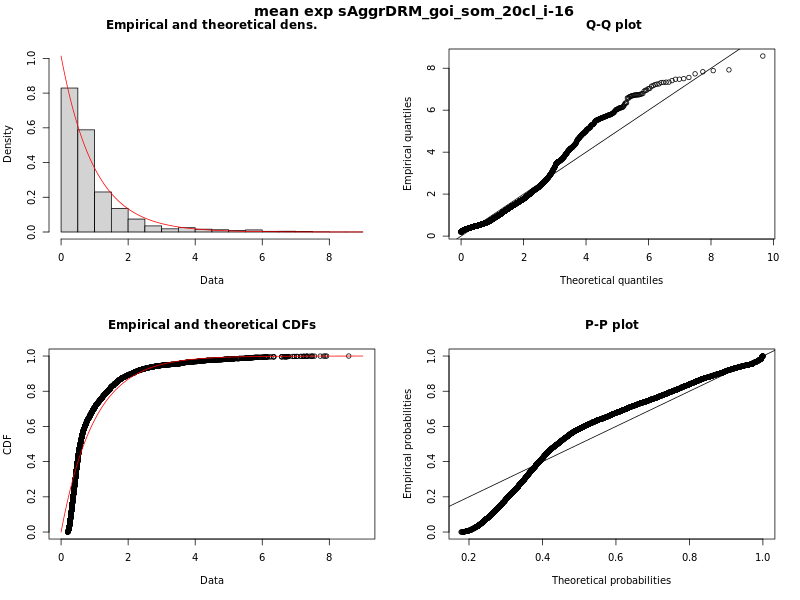 mean exp sAggrDRM_goi_som_20cl_i-16
Empirical and theoretical dens.
Density
0.0 0.2 0.4 0.6 0.8 1.0
0 2 4 6 8
Data
Q-Q plot
Empirical quantiles
0 2 4 6 8
0 2 4 6 8 10
Theoretical quantiles
Empirical and theoretical CDFs
CDF
0.0 0.2 0.4 0.6 0.8 1.0
0 2 4 6 8
Data
P-P plot
Empirical probabilities
0.0 0.2 0.4 0.6 0.8 1.0
0.2 0.4 0.6 0.8 1.0
Theoretical probabilities